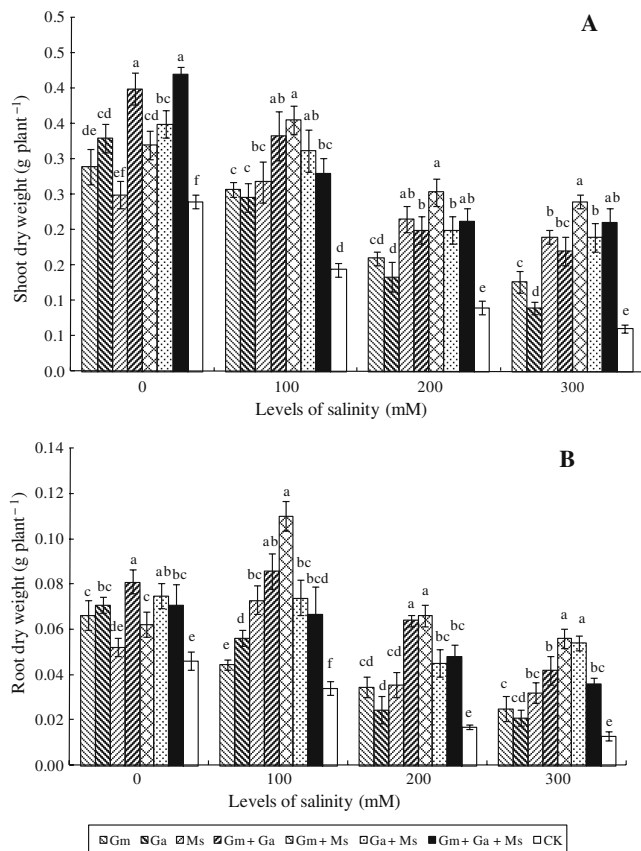 A
Shoot dry weight (g plant⁻¹)
0.5
0.5
0.4
0.4
0.3
0.3
0.2
0.2
0.1
0.1
0.0
de cd ef a cd bc a f
c c bc ab a ab bc d
cd d ab b a b ab e
c d b bc a b ab e
0 100 200 300
Levels of salinity (mM)
B
Root dry weight (g plant⁻¹)
0.14
0.12
0.10
0.08
0.06
0.04
0.02
0.00
c bc de a c ab bc e
e d bc ab a bc bcd f
cd d cd a a bc bc e
c cd bc b a a bc e
0 100 200 300
Levels of salinity (mM)
Gm Ga Ms Gm + Ga Gm + Ms Ga + Ms Gm + Ga + Ms CK